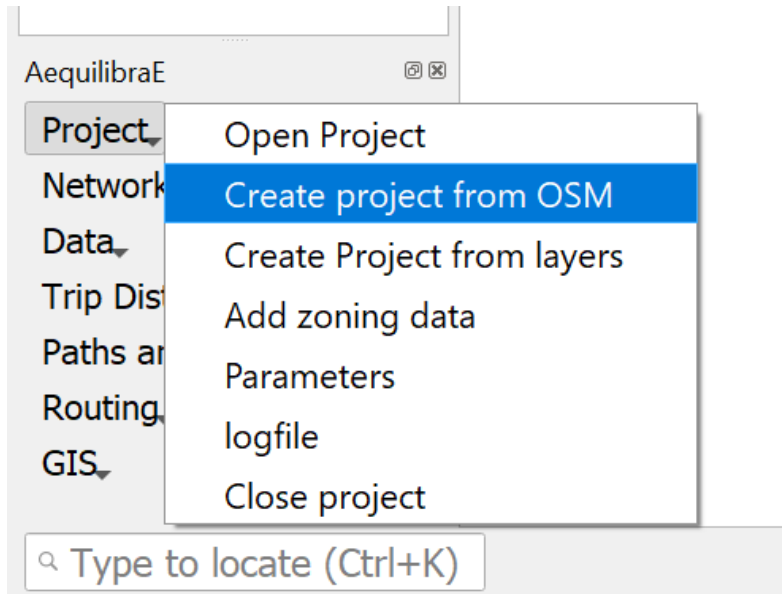 AequilibraE
Project
Open Project
Network
Create project from OSM
Data
Create Project from layers
Trip Dis
Add zoning data
Paths ar
Parameters
Routing
logfile
GIS
Close project
Type to locate (Ctrl+K)